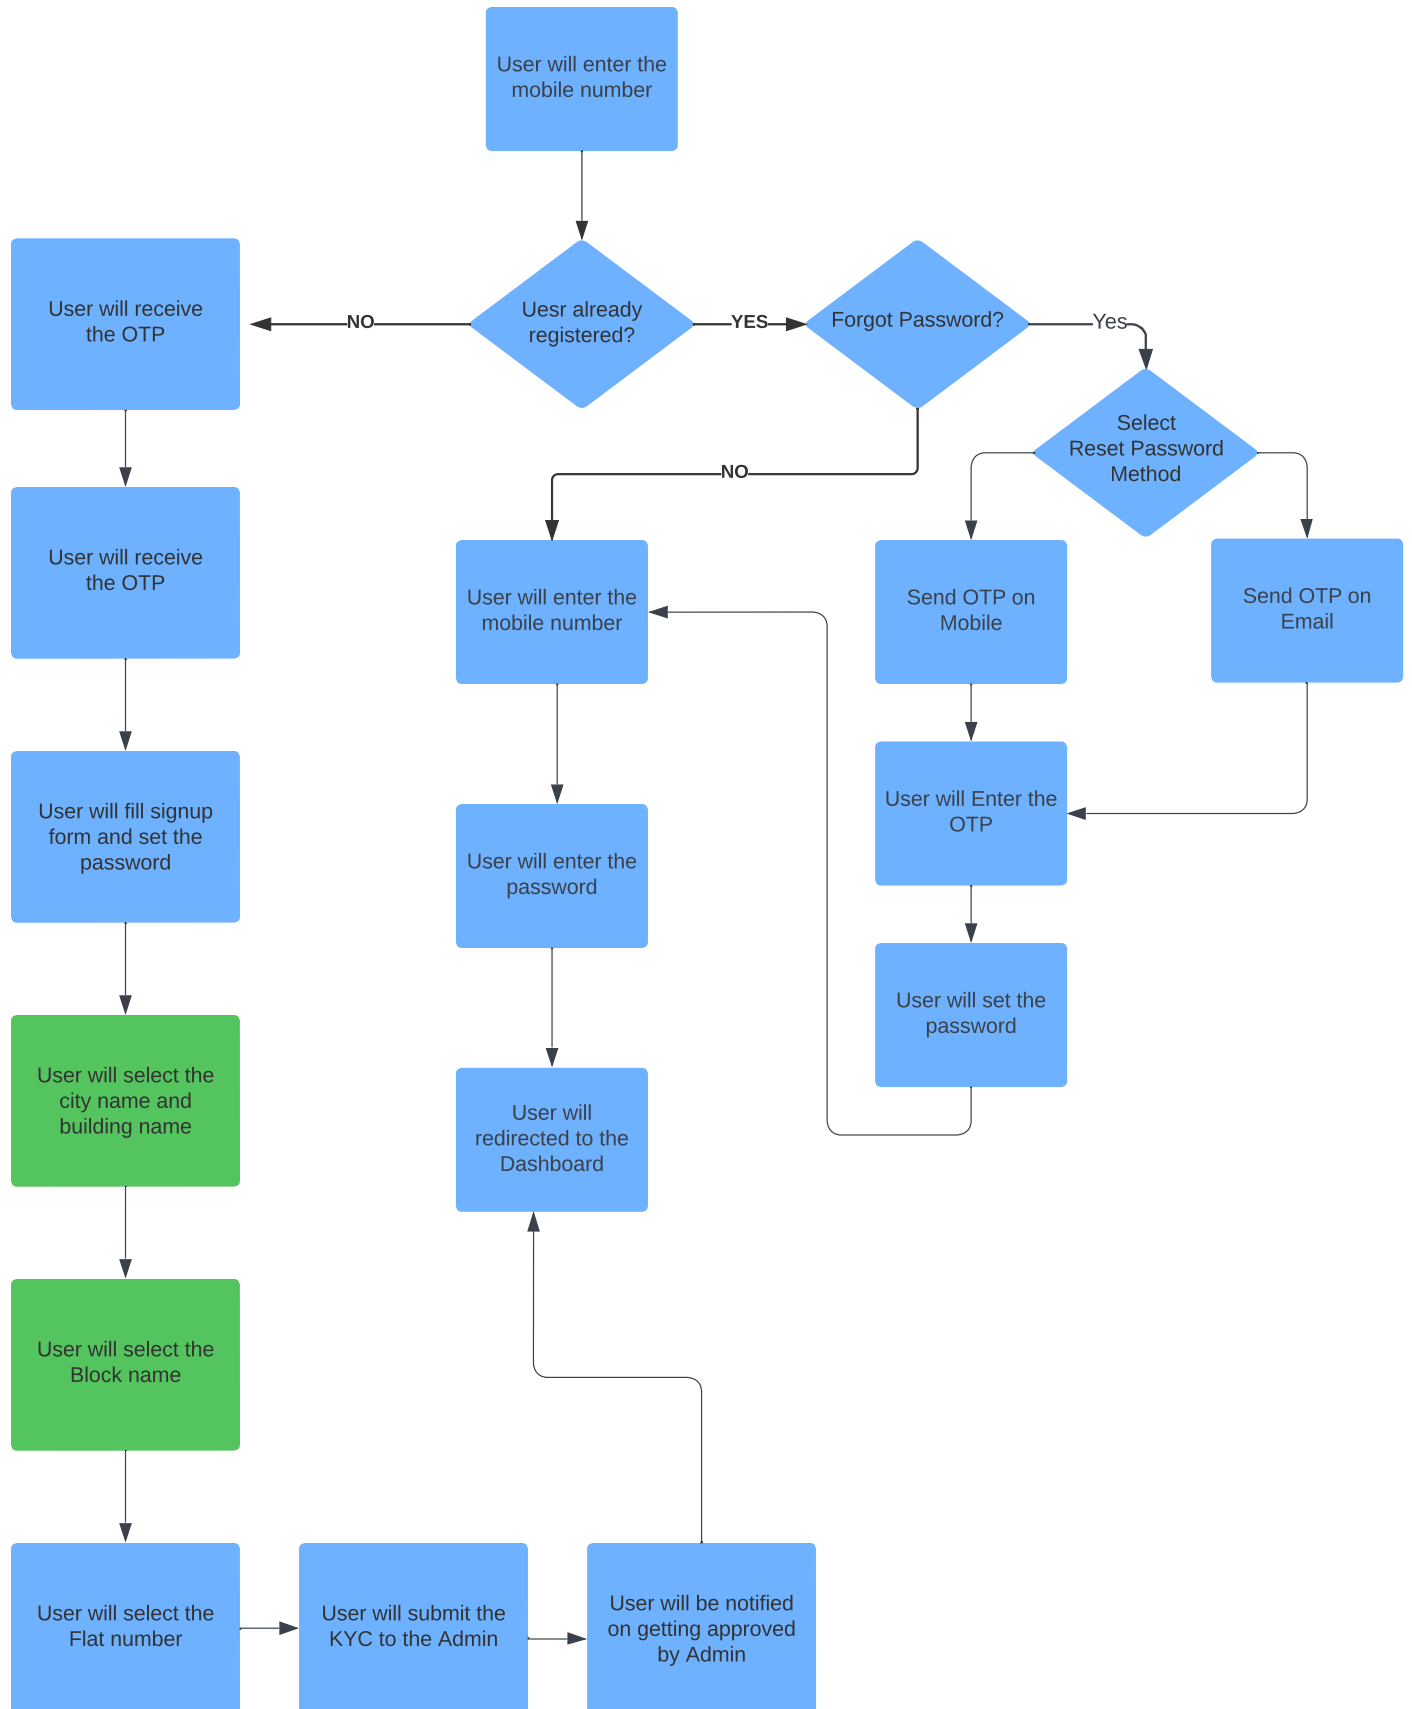 User will enter the
mobile number
User will receive
the OTP
NO
Uesr already
registered?
YES
Forgot Password?
Yes
Select
Reset Password
Method
NO
User will receive
the OTP
User will enter the
mobile number
Send OTP on
Mobile
Send OTP on
Email
User will fill signup
form and set the
password
User will enter the
password
User will Enter the
OTP
User will set the
password
User will select the
city name and
building name
User will
redirected to the
Dashboard
User will select the
Block name
User will select the
Flat number
User will submit the
KYC to the Admin
User will be notified
on getting approved
by Admin